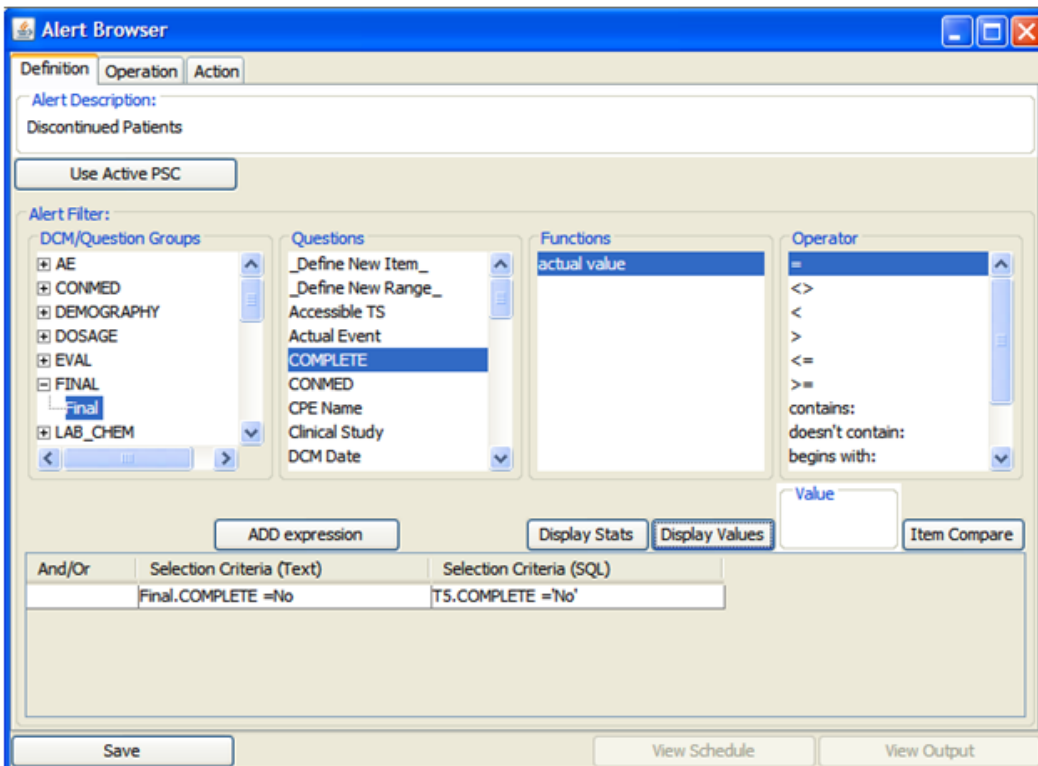 Alert Browser
Definition Operation Action
Alert Description:
Discontinued Patients
Use Active PSC
Alert Filter:
DCM/Question Groups
AE
CONMED
DEMOGRAPHY
DOSAGE
EVAL
FINAL
Final
LAB_CHEM
Questions
_Define New Item_
_Define New Range_
Accessible TS
Actual Event
COMPLETE
CONMED
CPE Name
Clinical Study
DCM Date
Functions
actual value
Operator
=
<>
<
>
<=
>=
contains:
doesn't contain:
begins with:
Value
ADD expression Display Stats Display Values Item Compare
And/Or Selection Criteria (Text) Selection Criteria (SQL)
Final.COMPLETE =No T5.COMPLETE ='No'
Save View Schedule View Output